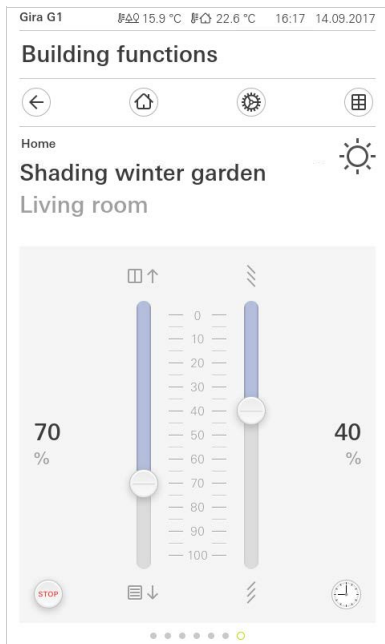 Gira G1 15.9 °C 22.6 °C 16:17 14.09.2017
Building functions
Home
Shading winter garden
Living room
0
10
20
30
40
70 50 40
% 60 %
70
80
90
100
STOP